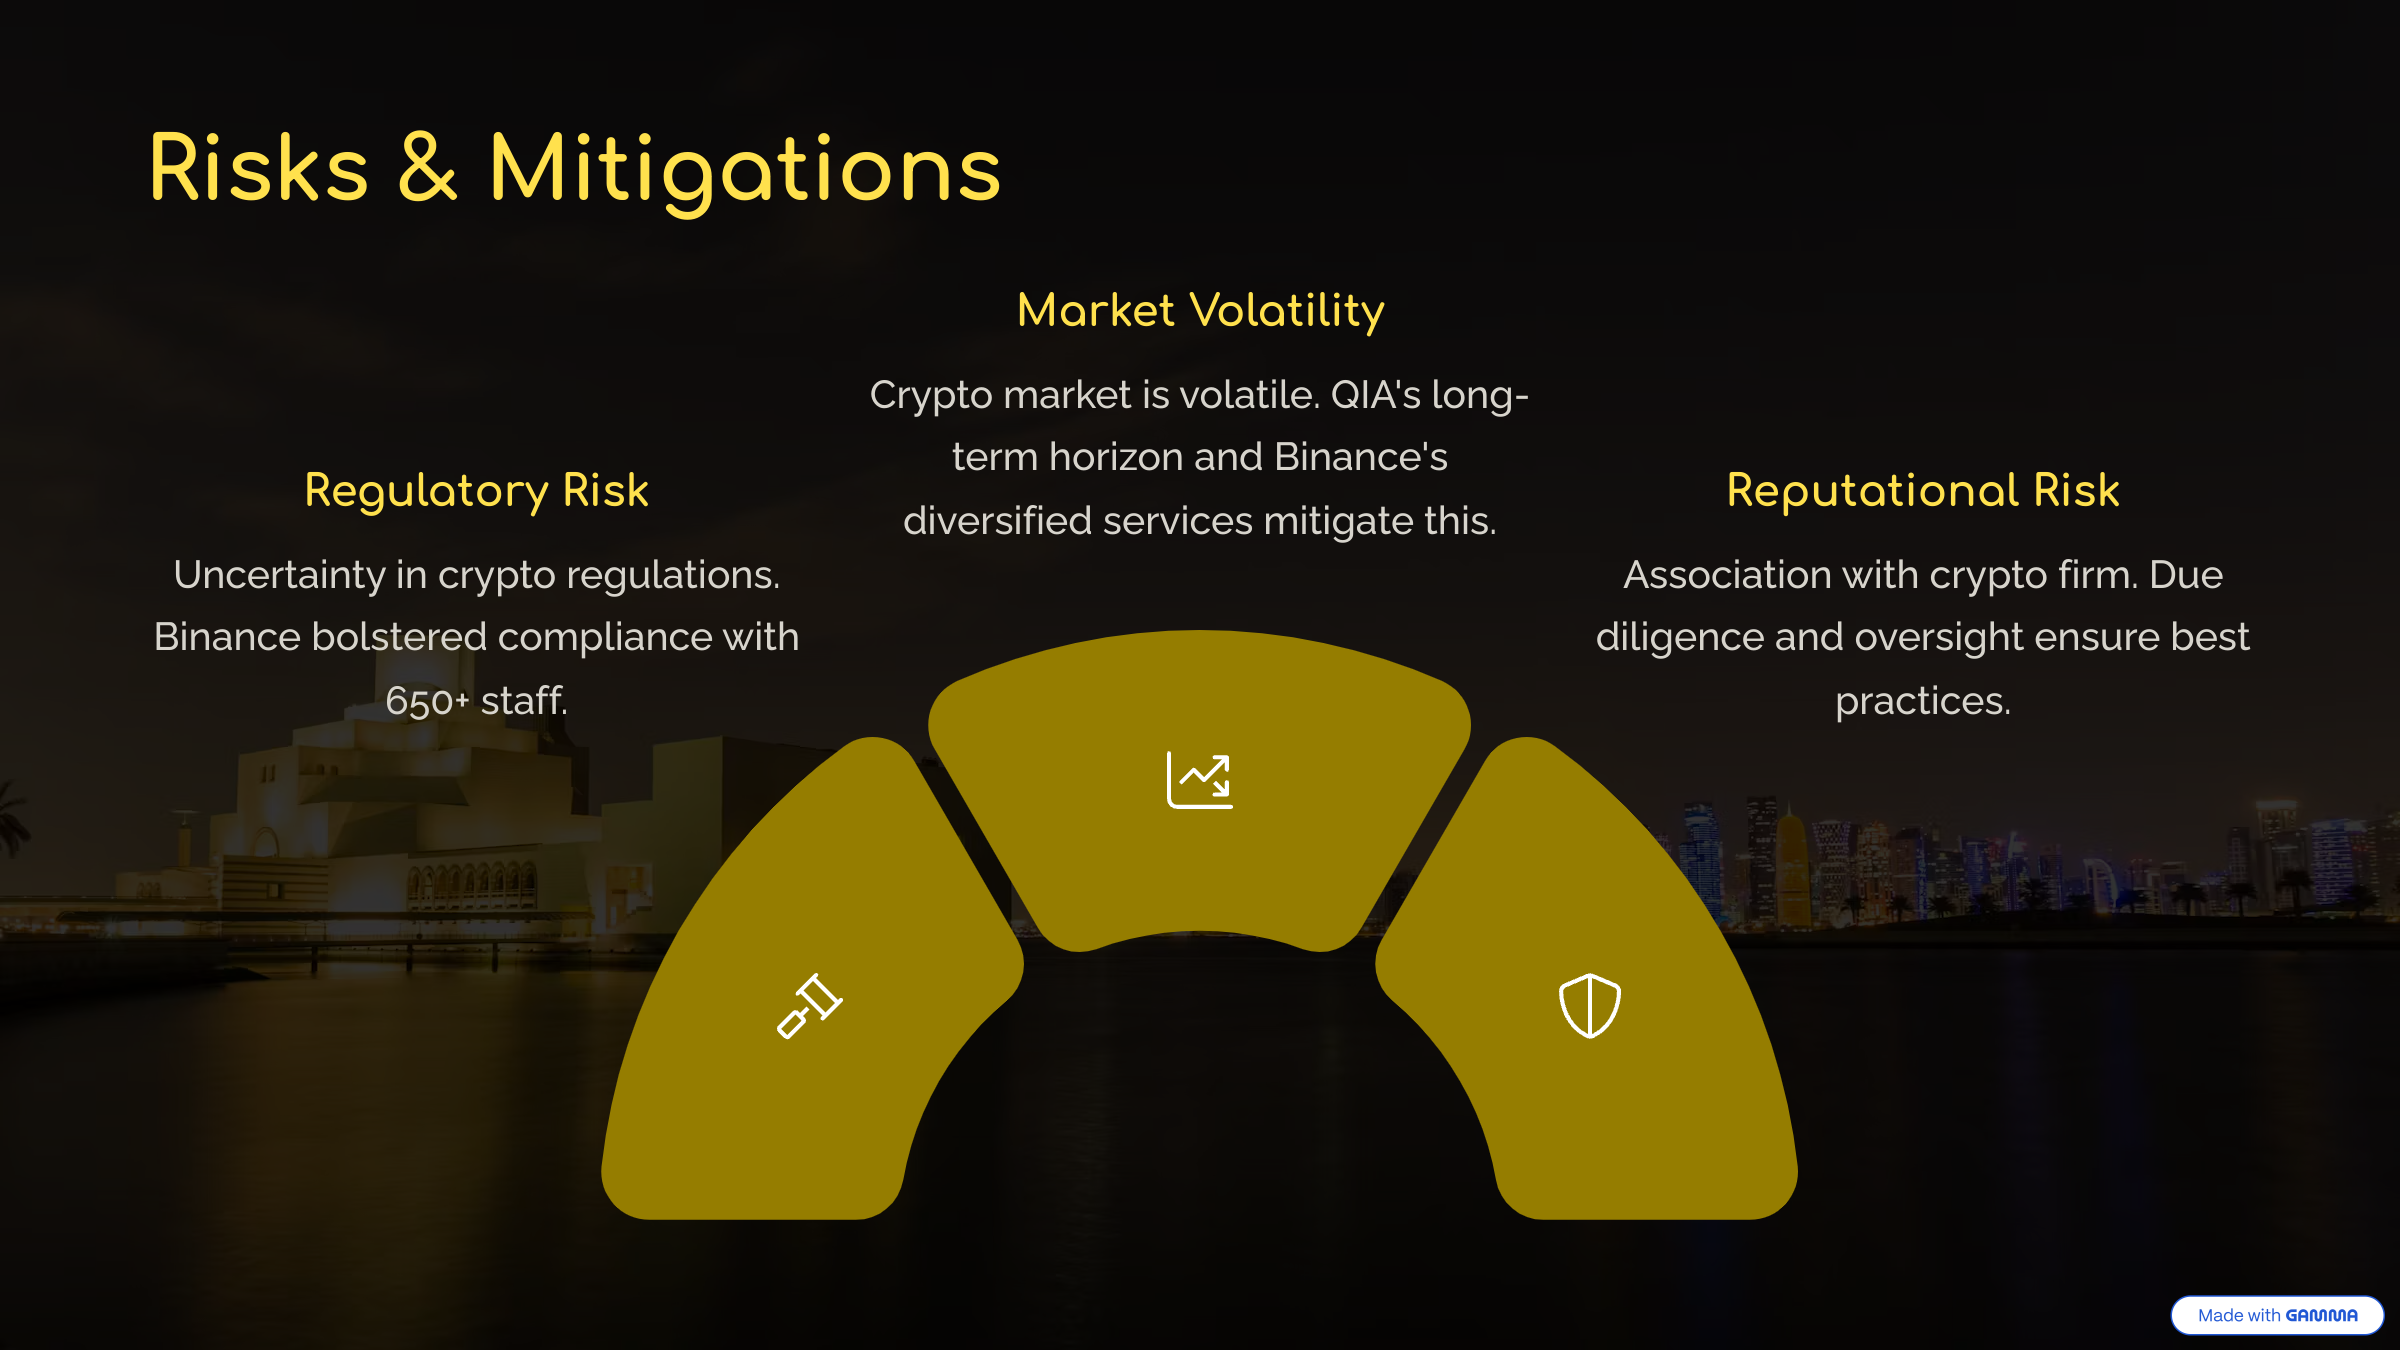 Risks & Mitigations
Market Volatility
Crypto market is volatile. QIA's long-
term horizon and Binance's
diversified services mitigate this.
Regulatory Risk
Uncertainty in crypto regulations.
Binance bolstered compliance with
650+ staff.
Reputational Risk
Association with crypto firm. Due
diligence and oversight ensure best
practices.
Made with GAMMA